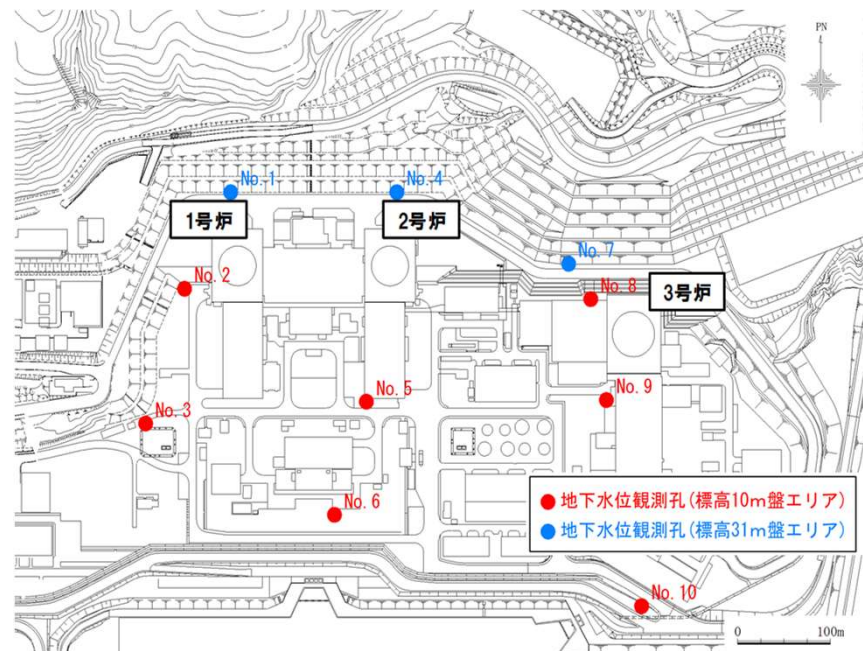 PN
No. 1
No. 4
1号炉
2号炉
No. 7
No. 2
No. 8
3号炉
No. 5
No. 9
No. 3
No. 6
地下水位観測孔(標高10m盤エリア)
地下水位観測孔(標高31m盤エリア)
No. 10
0
100m